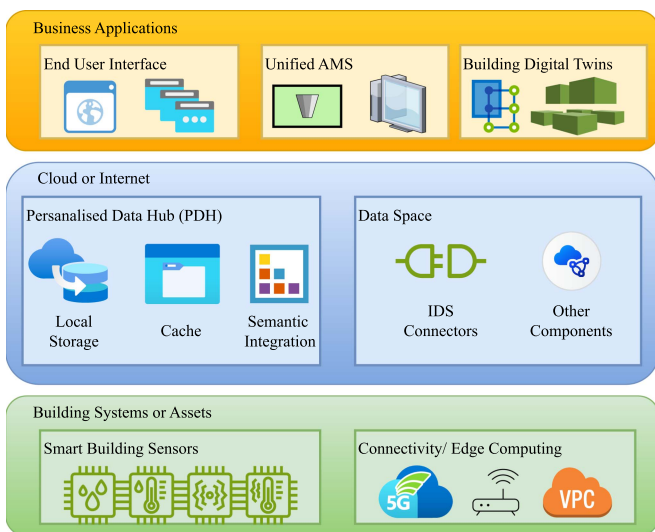 Business Applications
End User Interface
Unified AMS
Building Digital Twins
Cloud or Internet
Persanalised Data Hub (PDH)
Data Space
Local
Storage
Cache
Semantic
Integration
IDS
Connectors
Other
Components
Building Systems or Assets
Smart Building Sensors
Connectivity/ Edge Computing
5G
VPC